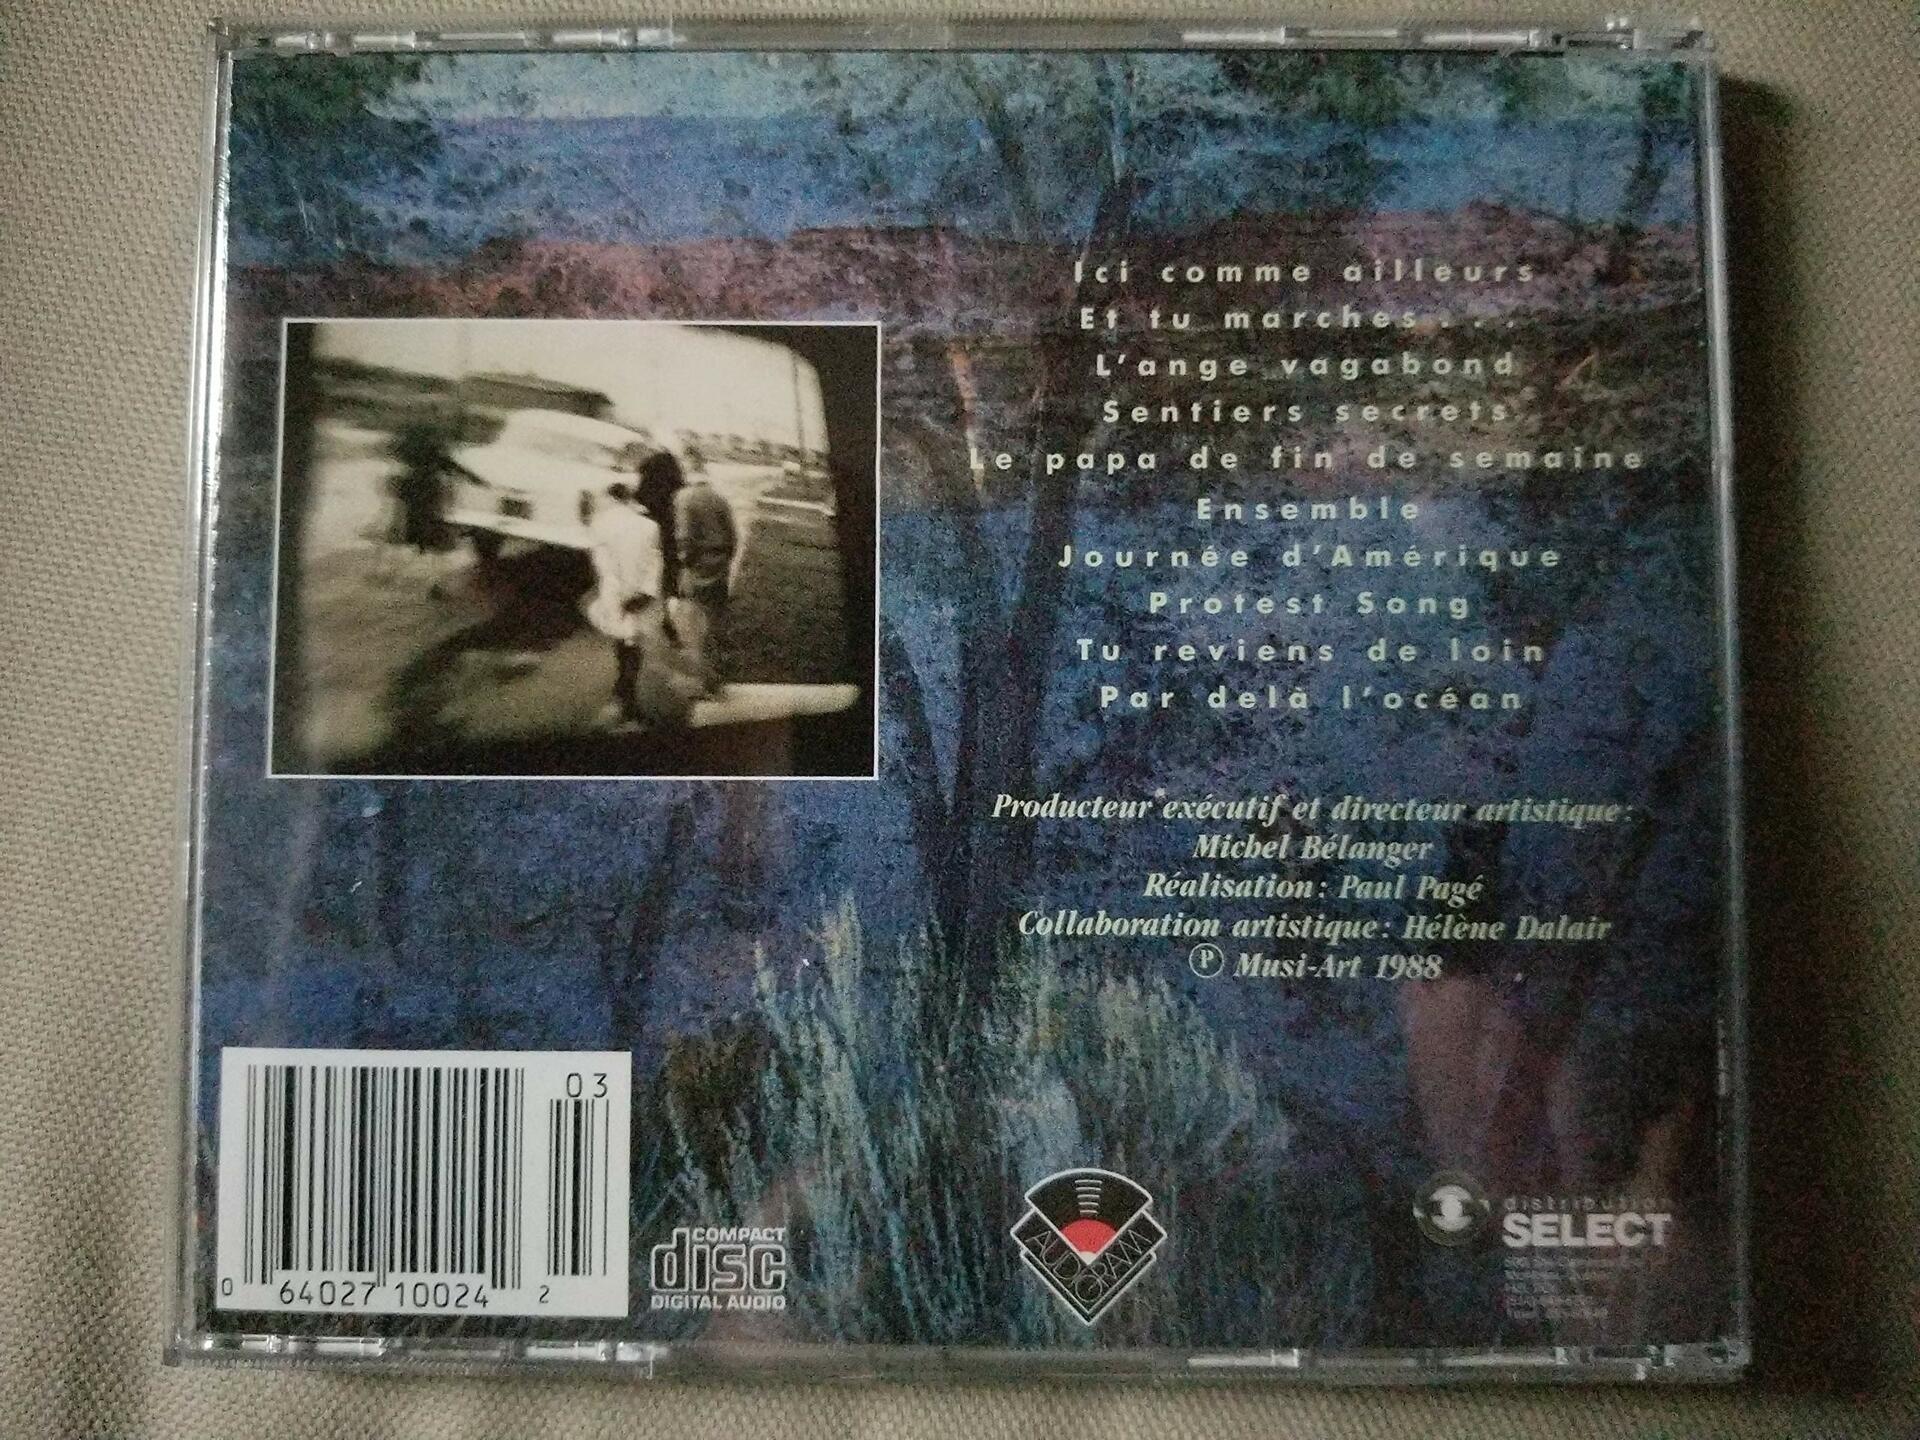 Ici comme ailleurs
Et tu marches...
L'ange vagabond
Sentiers secrets
Le papa de fin de semaine
Ensemble
Journée d'Amérique
Protest Song
Tu reviens de loin
Par delà l'océan
Producteur exécutif et directeur artistique:
Michel Bélanger
Réalisation: Paul Pagé
Collaboration artistique: Hélène Dalair
Ⓟ Musi-Art 1988
03
0 64027 10024 2
COMPACT
disc
DIGITAL AUDIO
AUDIOGRAM
distribution
SELECT